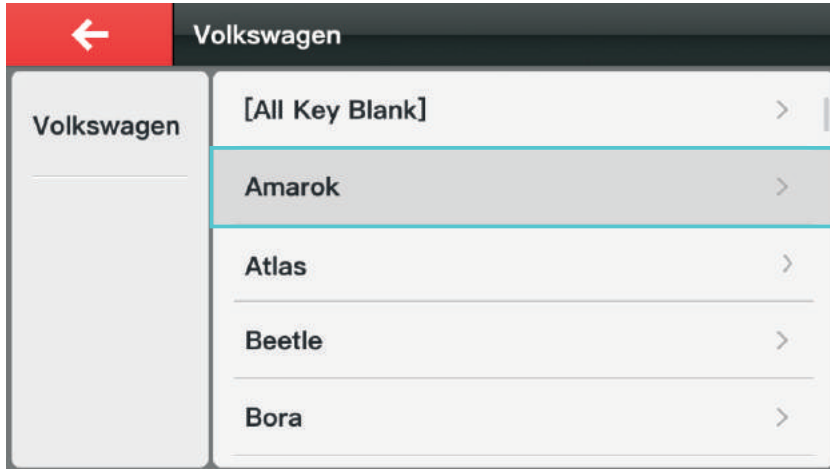 Volkswagen
Volkswagen
[All Key Blank]
Amarok
Atlas
Beetle
Bora